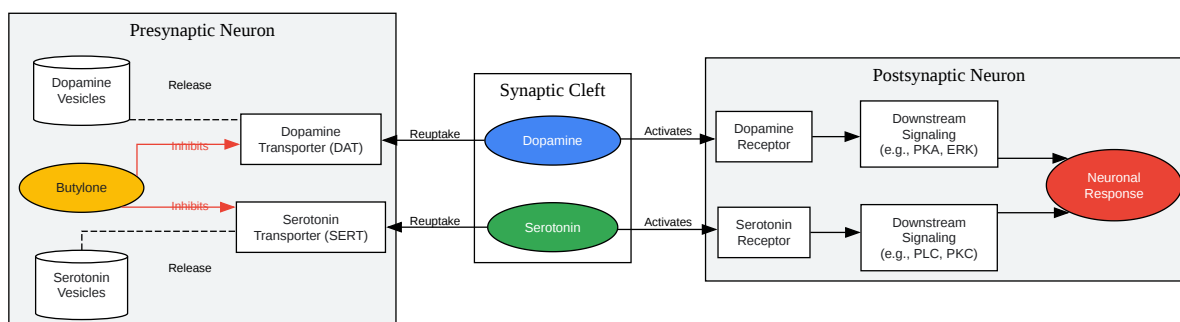 Presynaptic Neuron
Dopamine
Vesicles
Release
Dopamine
Transporter (DAT)
Inhibits
Butylone
Inhibits
Serotonin
Transporter (SERT)
Release
Serotonin
Vesicles
Reuptake
Reuptake
Synaptic Cleft
Dopamine
Serotonin
Activates
Activates
Postsynaptic Neuron
Dopamine
Receptor
Downstream
Signaling
(e.g., PKA, ERK)
Serotonin
Receptor
Downstream
Signaling
(e.g., PLC, PKC)
Neuronal
Response